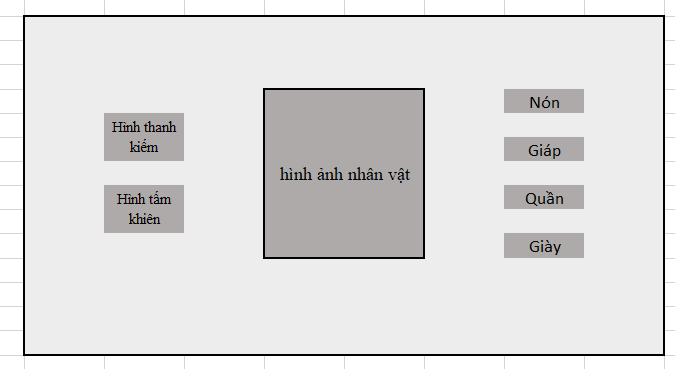 Hình thanh
kiếm
Hình tấm
khiên
hình ảnh nhân vật
Nón
Giáp
Quần
Giày